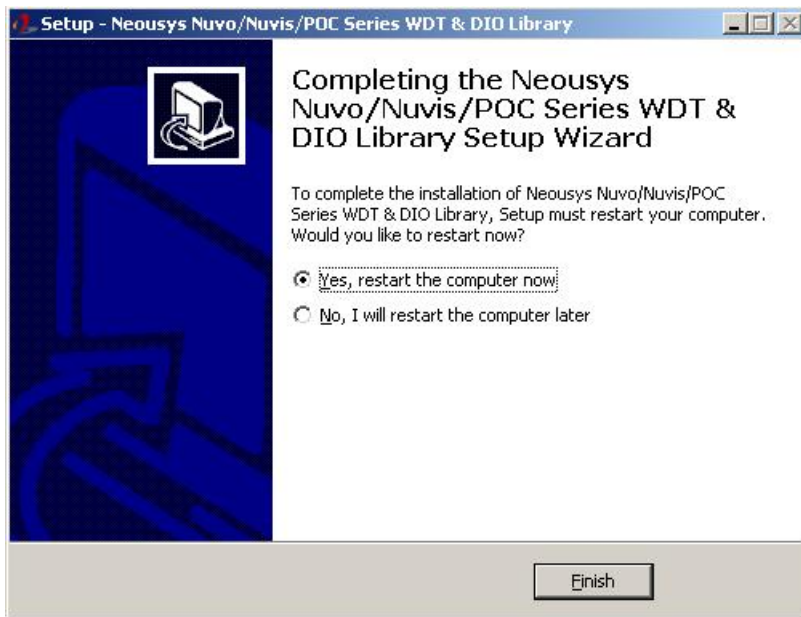 Setup - Neousys Nuvo/Nuvis/POC Series WDT & DIO Library
Completing the Neousys
Nuvo/Nuvis/POC Series WDT &
DIO Library Setup Wizard
To complete the installation of Neousys Nuvo/Nuvis/POC
Series WDT & DIO Library, Setup must restart your computer.
Would you like to restart now?
Yes, restart the computer now
No, I will restart the computer later
Finish